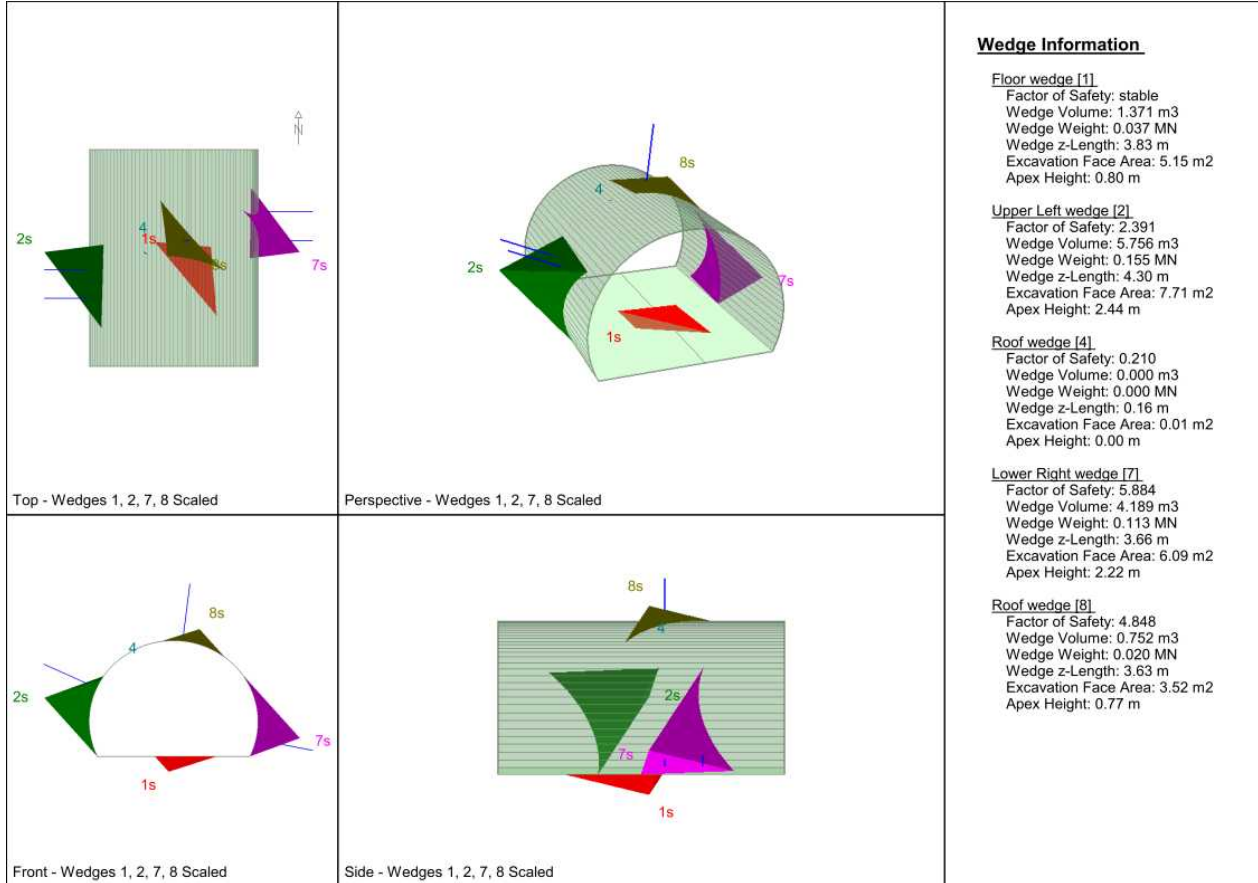 N
2s
4
1s
8s
7s
Top - Wedges 1, 2, 7, 8 Scaled
8s
4
2s
7s
1s
Perspective - Wedges 1, 2, 7, 8 Scaled
8s
4
2s
7s
1s
Front - Wedges 1, 2, 7, 8 Scaled
8s
4
2s
7s
1s
Side - Wedges 1, 2, 7, 8 Scaled
Wedge Information
Floor wedge [1]
Factor of Safety: stable
Wedge Volume: 1.371 m3
Wedge Weight: 0.037 MN
Wedge z-Length: 3.83 m
Excavation Face Area: 5.15 m2
Apex Height: 0.80 m
Upper Left wedge [2]
Factor of Safety: 2.391
Wedge Volume: 5.756 m3
Wedge Weight: 0.155 MN
Wedge z-Length: 4.30 m
Excavation Face Area: 7.71 m2
Apex Height: 2.44 m
Roof wedge [4]
Factor of Safety: 0.210
Wedge Volume: 0.000 m3
Wedge Weight: 0.000 MN
Wedge z-Length: 0.16 m
Excavation Face Area: 0.01 m2
Apex Height: 0.00 m
Lower Right wedge [7]
Factor of Safety: 5.884
Wedge Volume: 4.189 m3
Wedge Weight: 0.113 MN
Wedge z-Length: 3.66 m
Excavation Face Area: 6.09 m2
Apex Height: 2.22 m
Roof wedge [8]
Factor of Safety: 4.848
Wedge Volume: 0.752 m3
Wedge Weight: 0.020 MN
Wedge z-Length: 3.63 m
Excavation Face Area: 3.52 m2
Apex Height: 0.77 m